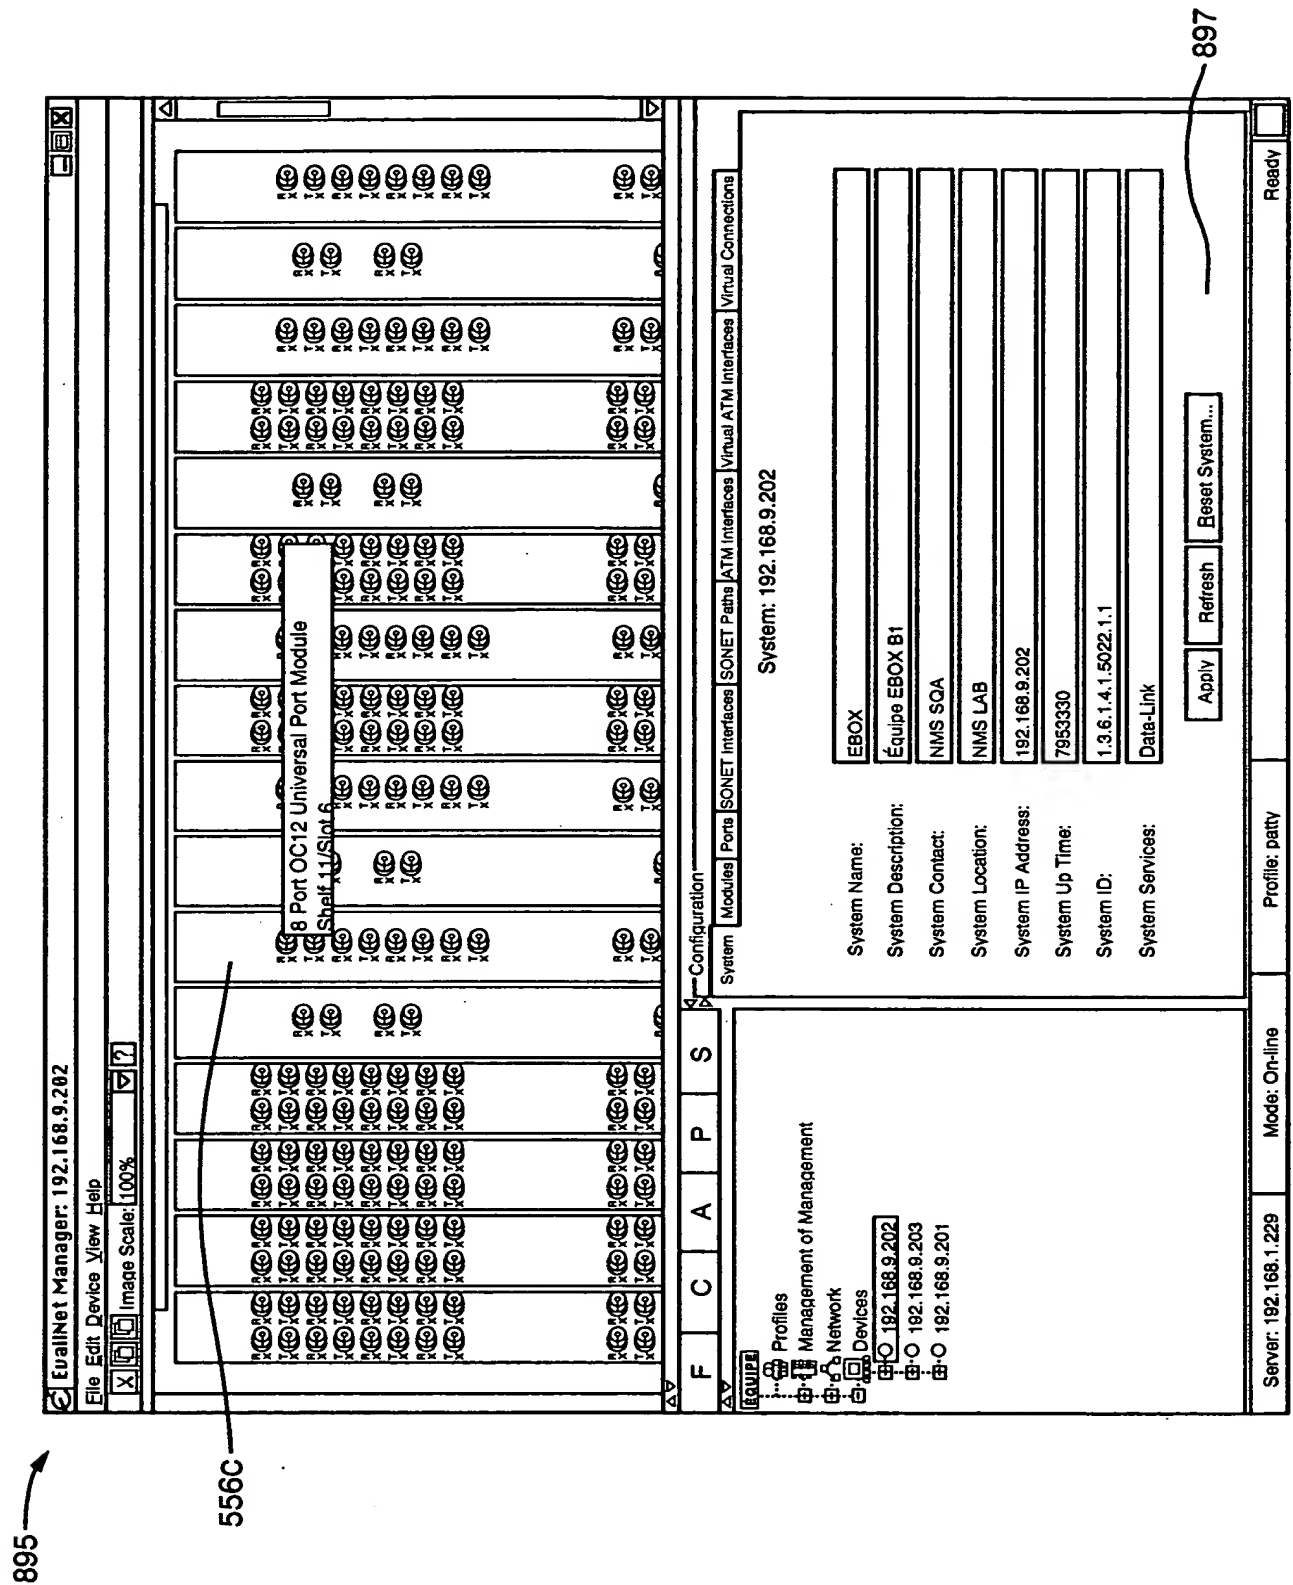 895
EualiNet Manager: 192.168.9.202
File Edit Device View Help
Image Scale: 100% ?
556C
8 Port OC12 Universal Port Module
Shelf 11/Slot 6
F C A P S
EQUIPE
Profiles
Management of Management
Network
Devices
192.168.9.202
192.168.9.203
192.168.9.201
Configuration
System Modules Ports SONET Interfaces SONET Paths ATM Interfaces Virtual ATM Interfaces Virtual Connections
System: 192.168.9.202
System Name: EBOX
System Description: Équipe EBOX B1
System Contact: NMS SQA
System Location: NMS LAB
System IP Address: 192.168.9.202
System Up Time: 7953330
System ID: 1.3.6.1.4.1.5022.1.1
System Services: Data-Link
Apply Refresh Reset System...
897
Server: 192.168.1.229 Mode: On-line Profile: patty Ready